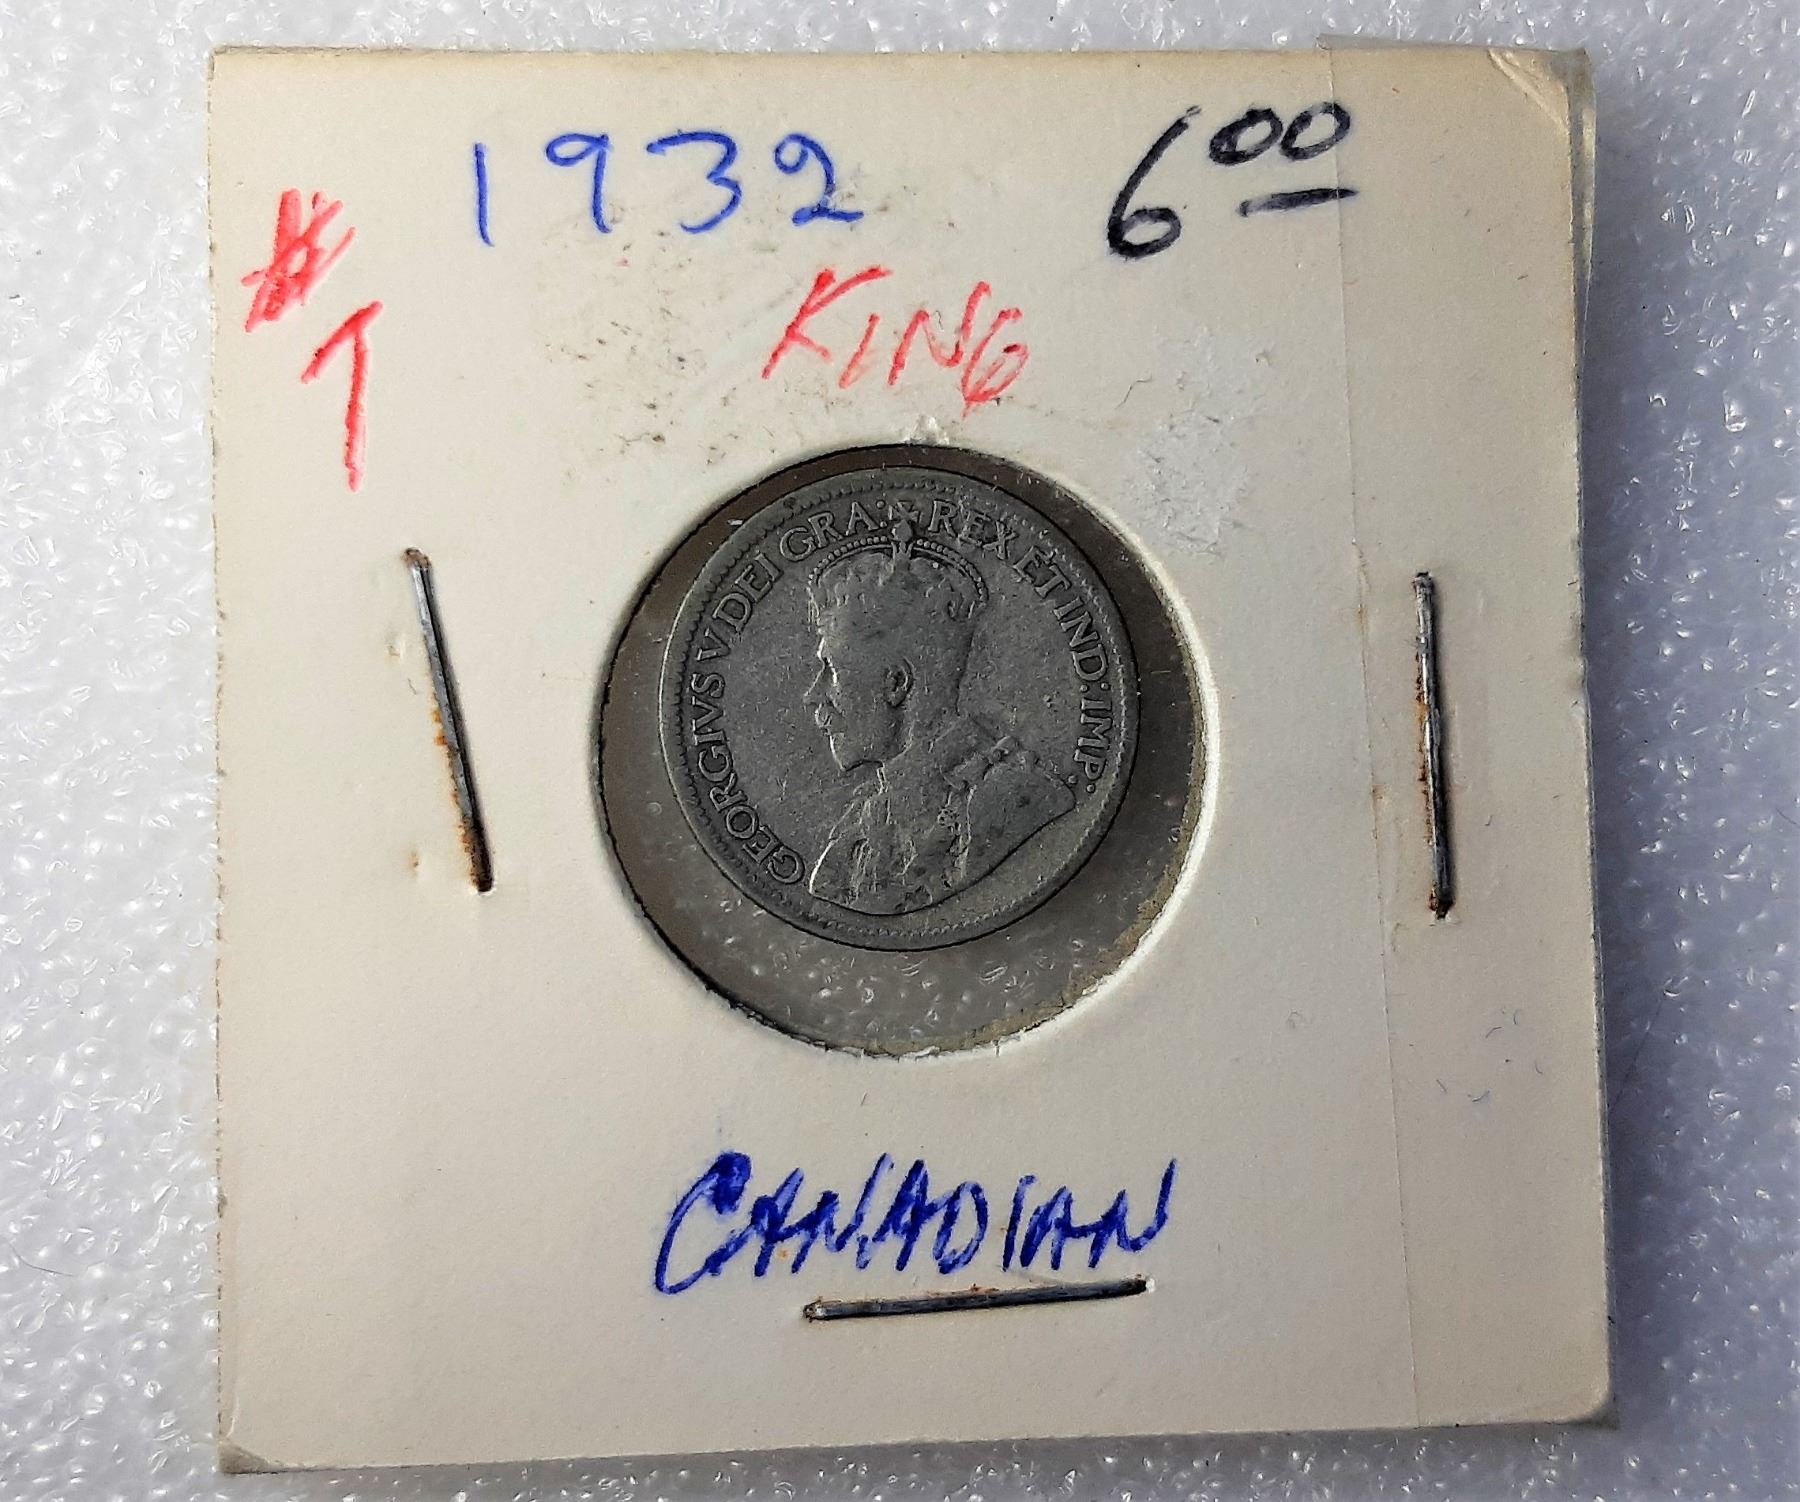 1932 6.00
# 1
KING
GEORGIVS V DEI GRA: REX ET IND: IMP:
CANADIAN